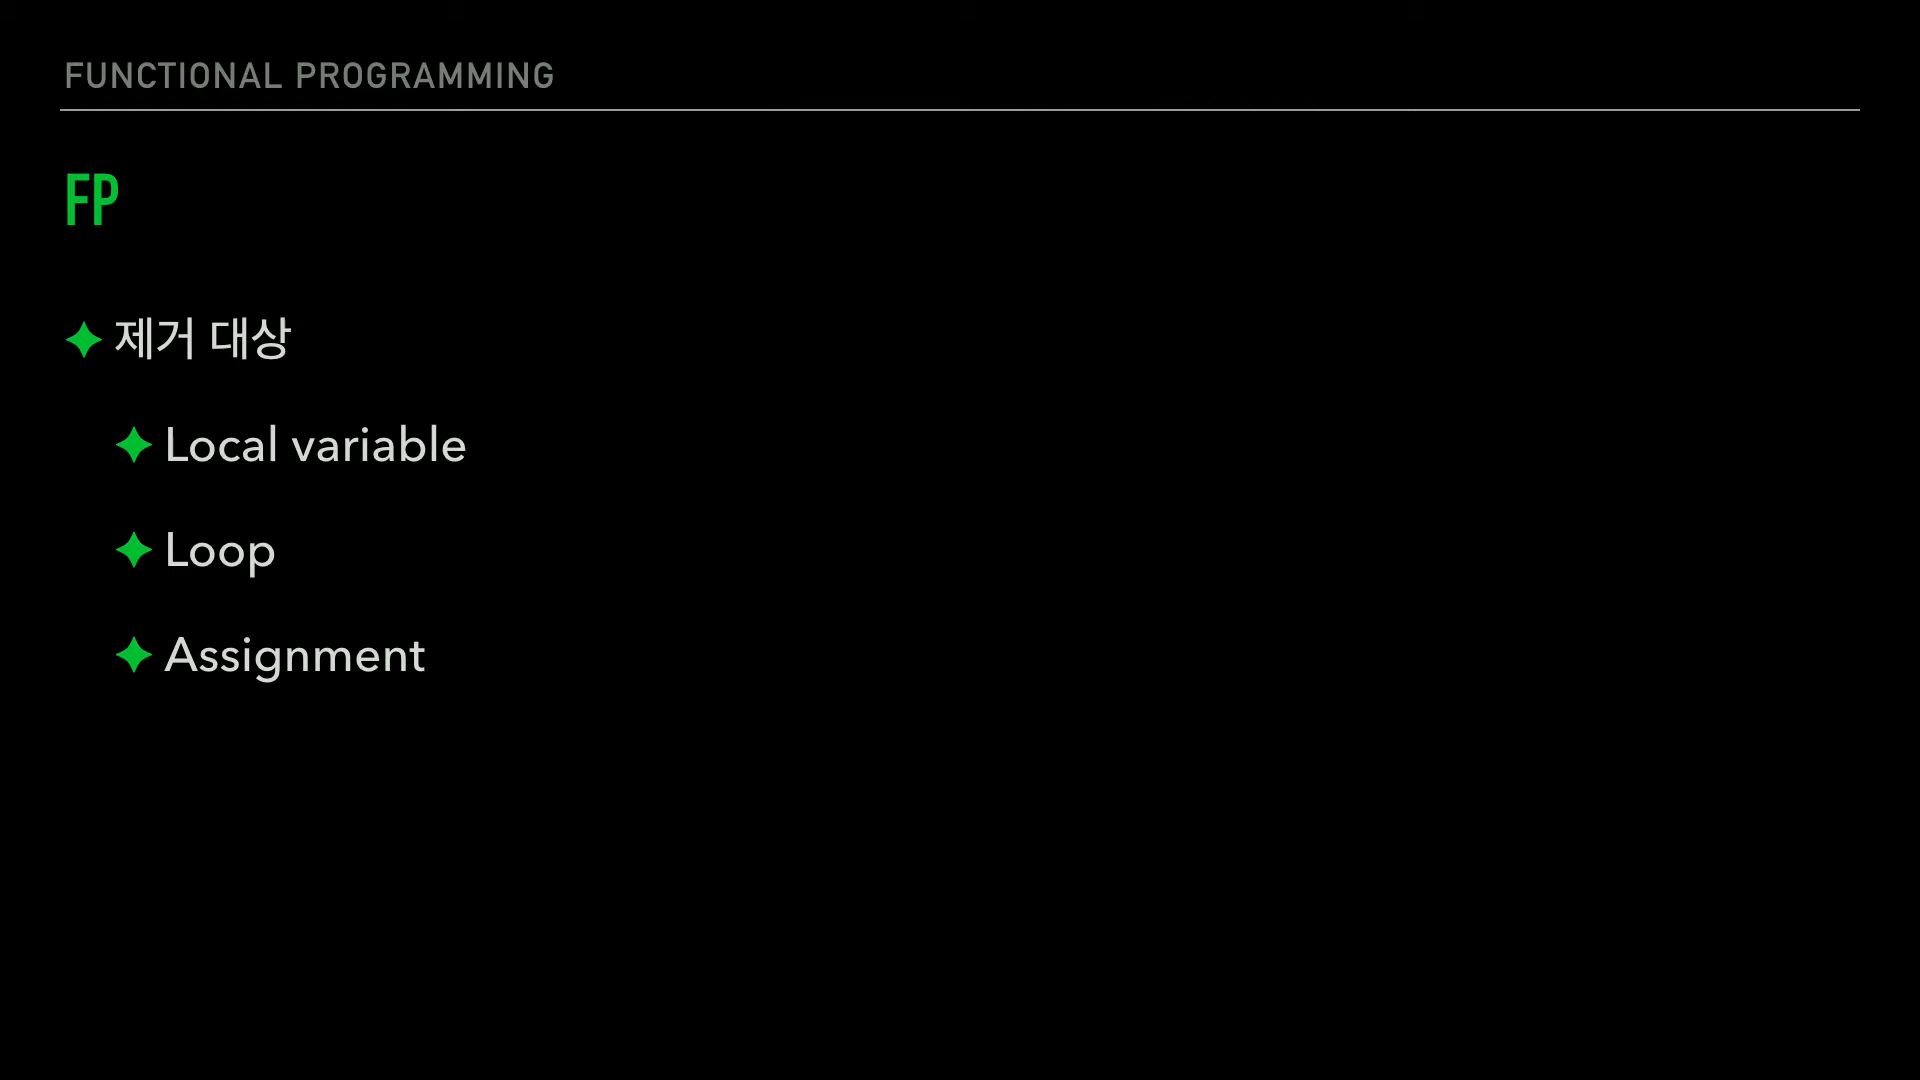 FUNCTIONAL PROGRAMMING
FP
제거 대상
Local variable
Loop
Assignment